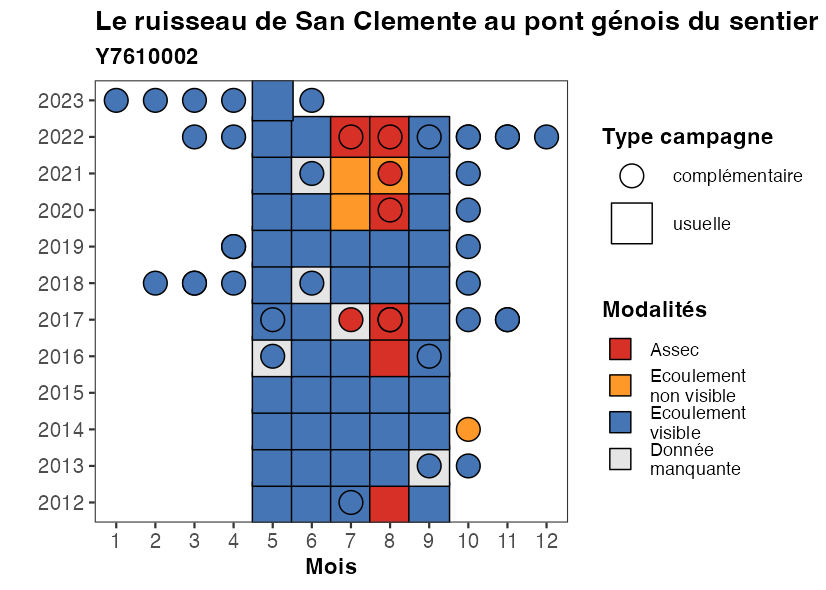 Le ruisseau de San Clemente au pont génois du sentier
Y7610002
2023
2022
2021
2020
2019
2018
2017
2016
2015
2014
2013
2012
1 2 3 4 5 6 7 8 9 10 11 12
Mois
Type campagne
complémentaire
usuelle
Modalités
Assec
Ecoulement
non visible
Ecoulement
visible
Donnée
manquante